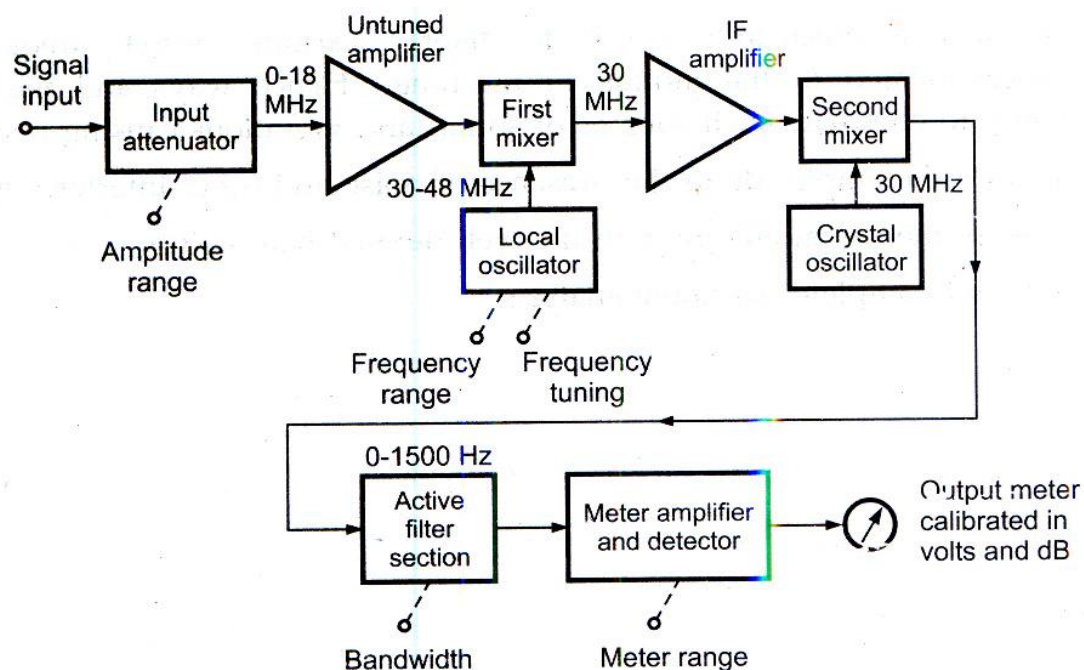 Untuned
amplifier
IF
amplifier
Signal
input
0-18
MHz
30
MHz
Input
attenuator
First
mixer
Second
mixer
30-48 MHz
30 MHz
Amplitude
range
Local
oscillator
Crystal
oscillator
Frequency
range
Frequency
tuning
0-1500 Hz
Active
filter
section
Meter amplifier
and detector
Output meter
calibrated in
volts and dB
Bandwidth
Meter range